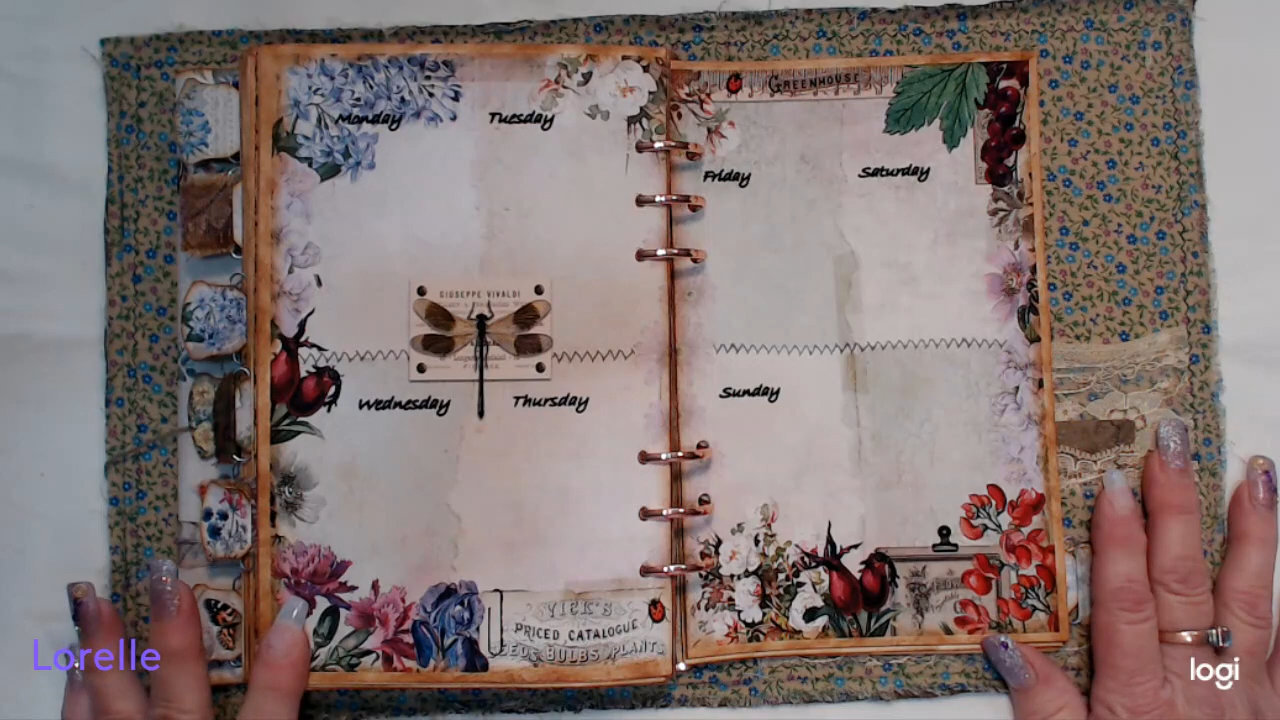 Monday
Tuesday
GIUSEPPE VIVALDI
Wednesday
Thursday
VICK'S
PRICED CATALOGUE
SEEDS BULBS PLANTS
GREENHOUSE
Friday
Saturday
Sunday
Lorelle
logi